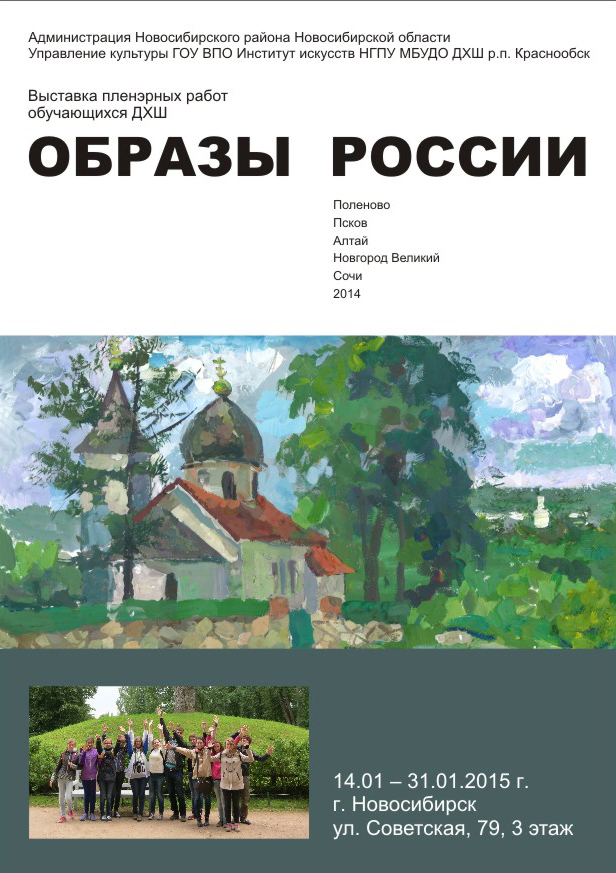 Администрация Новосибирского района Новосибирской области
Управление культуры ГОУ ВПО Институт искусств НГПУ МБУДО ДХШ р.п. Краснообск
Выставка пленэрных работ
обучающихся ДХШ
ОБРАЗЫ РОССИИ
Поленово
Псков
Алтай
Новгород Великий
Сочи
2014
14.01 – 31.01.2015 г.
г. Новосибирск
ул. Советская, 79, 3 этаж